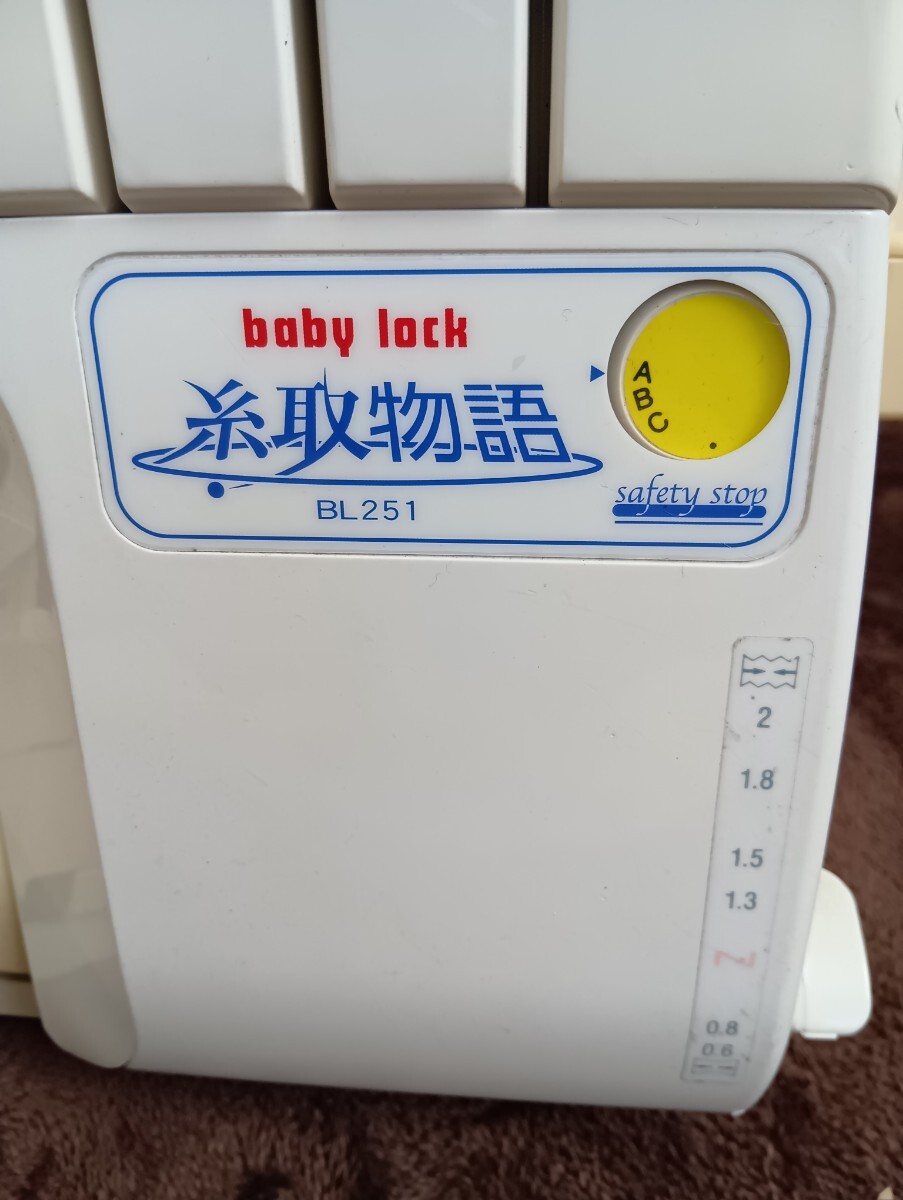 baby lock
糸取物語
BL251
A
B
C
safety stop
2
1.8
1.5
1.3
0.8
0.6